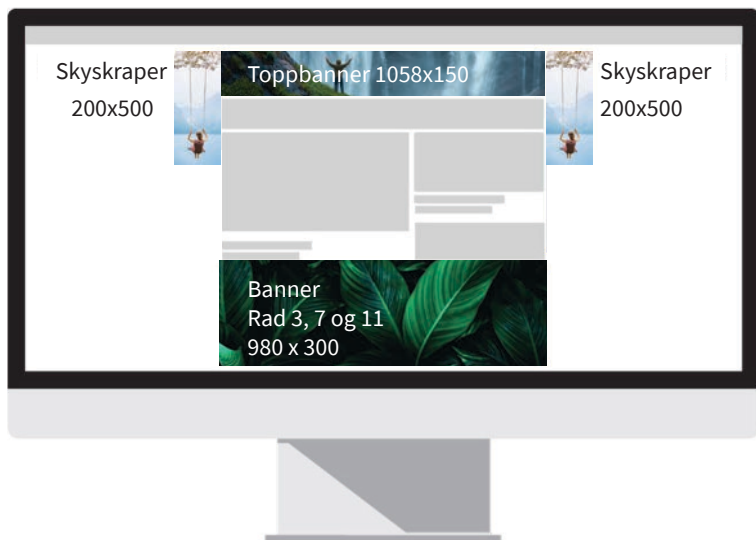 Skyskraper
200x500
Toppbanner 1058x150
Skyskraper
200x500
Banner
Rad 3, 7 og 11
980 x 300